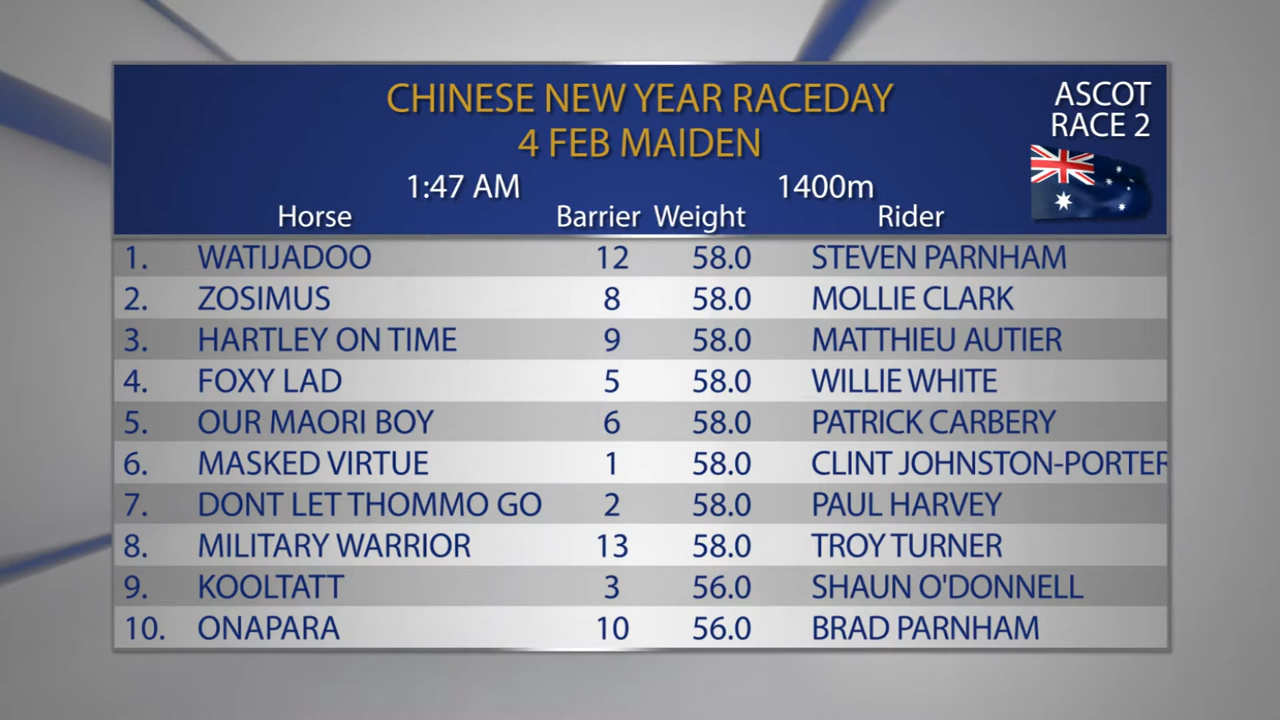 CHINESE NEW YEAR RACEDAY
4 FEB MAIDEN
ASCOT
RACE 2
1:47 AM 1400m
Horse Barrier Weight Rider
1. WATIJADOO 12 58.0 STEVEN PARNHAM
2. ZOSIMUS 8 58.0 MOLLIE CLARK
3. HARTLEY ON TIME 9 58.0 MATTHIEU AUTIER
4. FOXY LAD 5 58.0 WILLIE WHITE
5. OUR MAORI BOY 6 58.0 PATRICK CARBERY
6. MASKED VIRTUE 1 58.0 CLINT JOHNSTON-PORTER
7. DONT LET THOMMO GO 2 58.0 PAUL HARVEY
8. MILITARY WARRIOR 13 58.0 TROY TURNER
9. KOOLTATT 3 56.0 SHAUN O'DONNELL
10. ONAPARA 10 56.0 BRAD PARNHAM